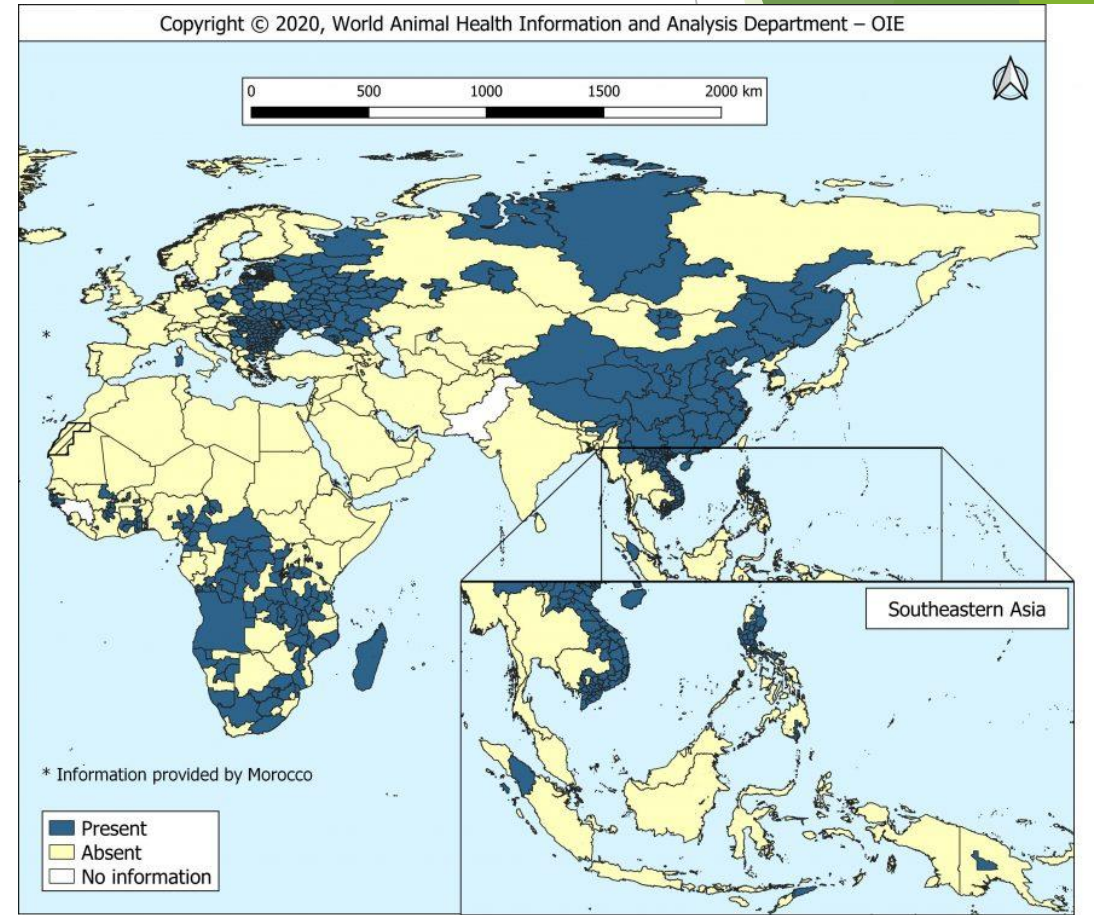 Copyright © 2020, World Animal Health Information and Analysis Department – OIE
0 500 1000 1500 2000 km
*
Southeastern Asia
* Information provided by Morocco
Present
Absent
No information